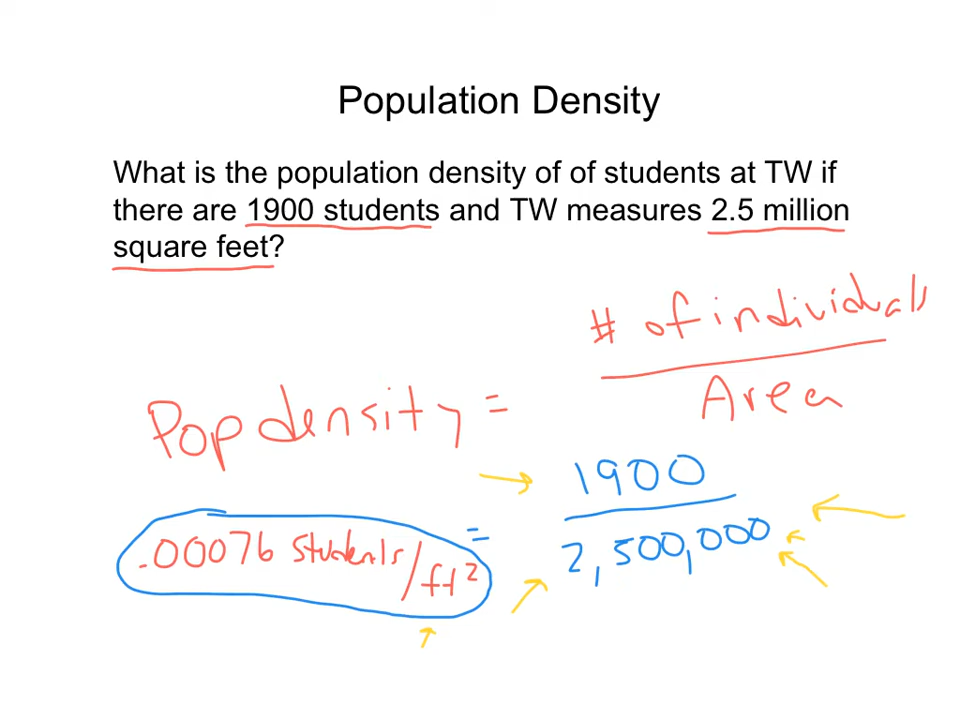 Population Density
What is the population density of of students at TW if
there are 1900 students and TW measures 2.5 million
square feet?
# of individuals
Area
Pop density =
1900
2,500,000
.00076 students/ft² =